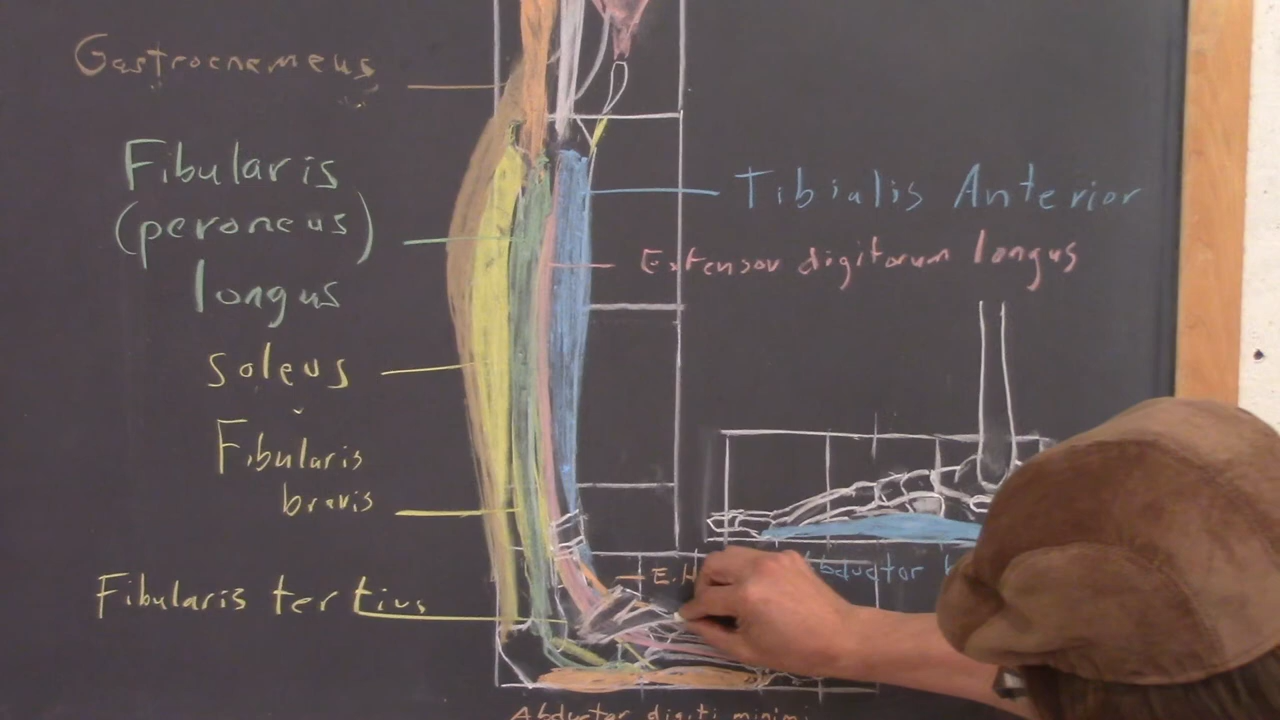 Gastrocnemeus
Fibularis
(peroneus)
longus
Tibialis Anterior
Extensor digitorum longus
Soleus
Fibularis
brevis
Fibularis tertius
E.H
Abductor
Abductor digiti minimi